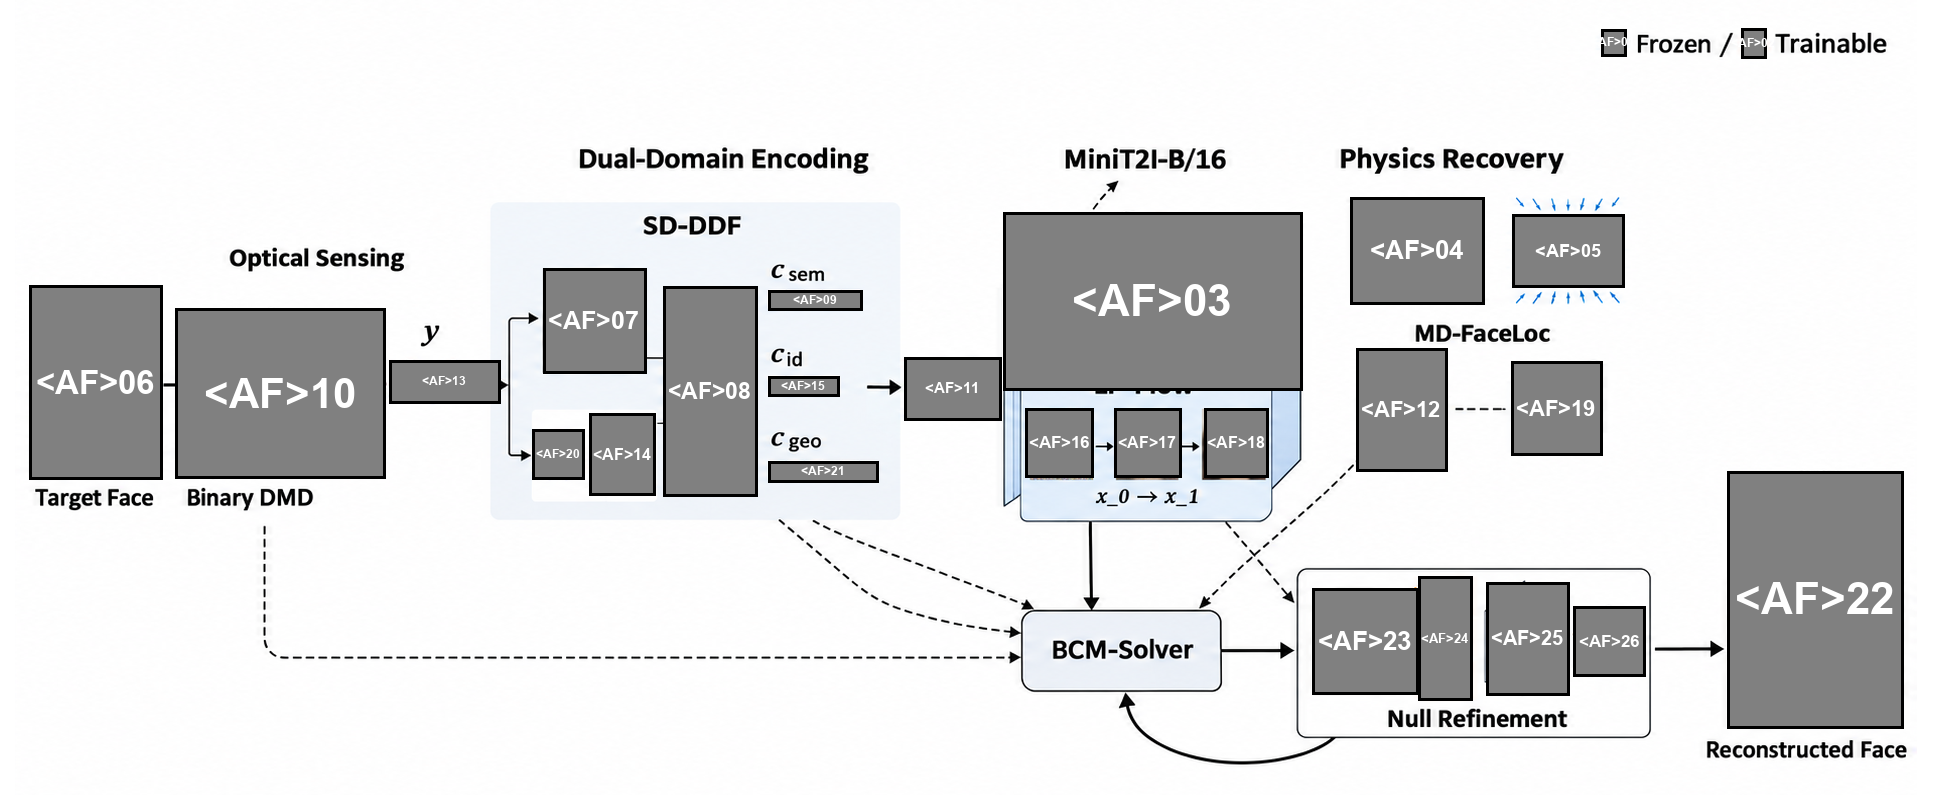 <AF>0 Frozen / <AF>0 Trainable
Dual-Domain Encoding
MiniT2I-B/16
Physics Recovery
SD-DDF
Optical Sensing
<AF>06
<AF>10
y
<AF>13
<AF>07
<AF>20
<AF>14
<AF>08
c sem
<AF>09
c id
<AF>15
c geo
<AF>21
<AF>11
<AF>03
<AF>16
<AF>17
<AF>18
x_0 → x_1
<AF>04
<AF>05
MD-FaceLoc
<AF>12
<AF>19
Target Face
Binary DMD
BCM-Solver
<AF>23
<AF>24
<AF>25
<AF>26
Null Refinement
<AF>22
Reconstructed Face